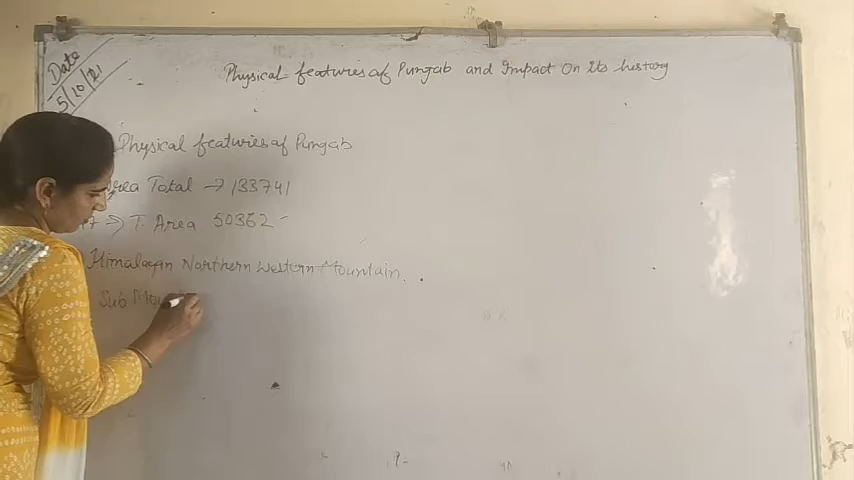 Date
5/10/21
Physical features of Punjab and Impact On Its history
Physical features of Punjab
Area Total → 133741
⇒ T. Area 50362
Himalayan Northern Western Mountain.
Sub